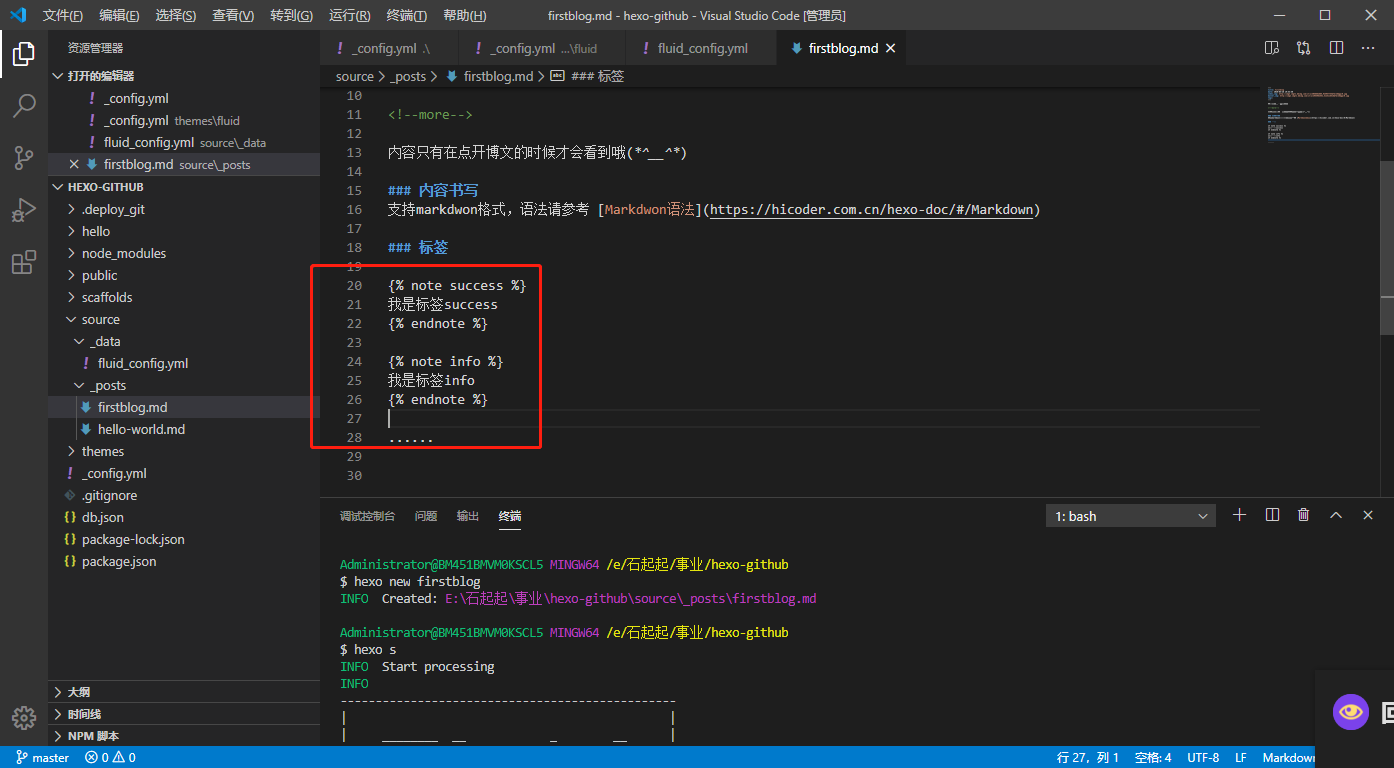 文件(F) 编辑(E) 选择(S) 查看(V) 转到(G) 运行(R) 终端(T) 帮助(H) firstblog.md - hexo-github - Visual Studio Code [管理员]
资源管理器
打开的编辑器
_config.yml
_config.yml themes\fluid
fluid_config.yml source\_data
firstblog.md source\_posts
HEXO-GITHUB
.deploy_git
hello
node_modules
public
scaffolds
source
_data
fluid_config.yml
_posts
firstblog.md
hello-world.md
themes
_config.yml
.gitignore
db.json
package-lock.json
package.json
大纲
时间线
NPM 脚本
_config.yml .\ _config.yml ...\fluid fluid_config.yml firstblog.md
source > _posts > firstblog.md > abc ### 标签
10
11 <!--more-->
12
13 内容只有在点开博文的时候才会看到哦(*^__^*)
14
15 ### 内容书写
16 支持markdwon格式，语法请参考 [Markdwon语法](https://hicoder.com.cn/hexo-doc/#/Markdown)
17
18 ### 标签
19
20 {% note success %}
21 我是标签success
22 {% endnote %}
23
24 {% note info %}
25 我是标签info
26 {% endnote %}
27
28 ......
29
30
调试控制台 问题 输出 终端 1: bash
Administrator@BM451BMVM0KSCL5 MINGW64 /e/石起起/事业/hexo-github
$ hexo new firstblog
INFO Created: E:\石起起\事业\hexo-github\source\_posts\firstblog.md
Administrator@BM451BMVM0KSCL5 MINGW64 /e/石起起/事业/hexo-github
$ hexo s
INFO Start processing
INFO
------------------------------------------------
| |
| ________ __ _ __ |
master 0 0 行 27，列 1 空格: 4 UTF-8 LF Markdown